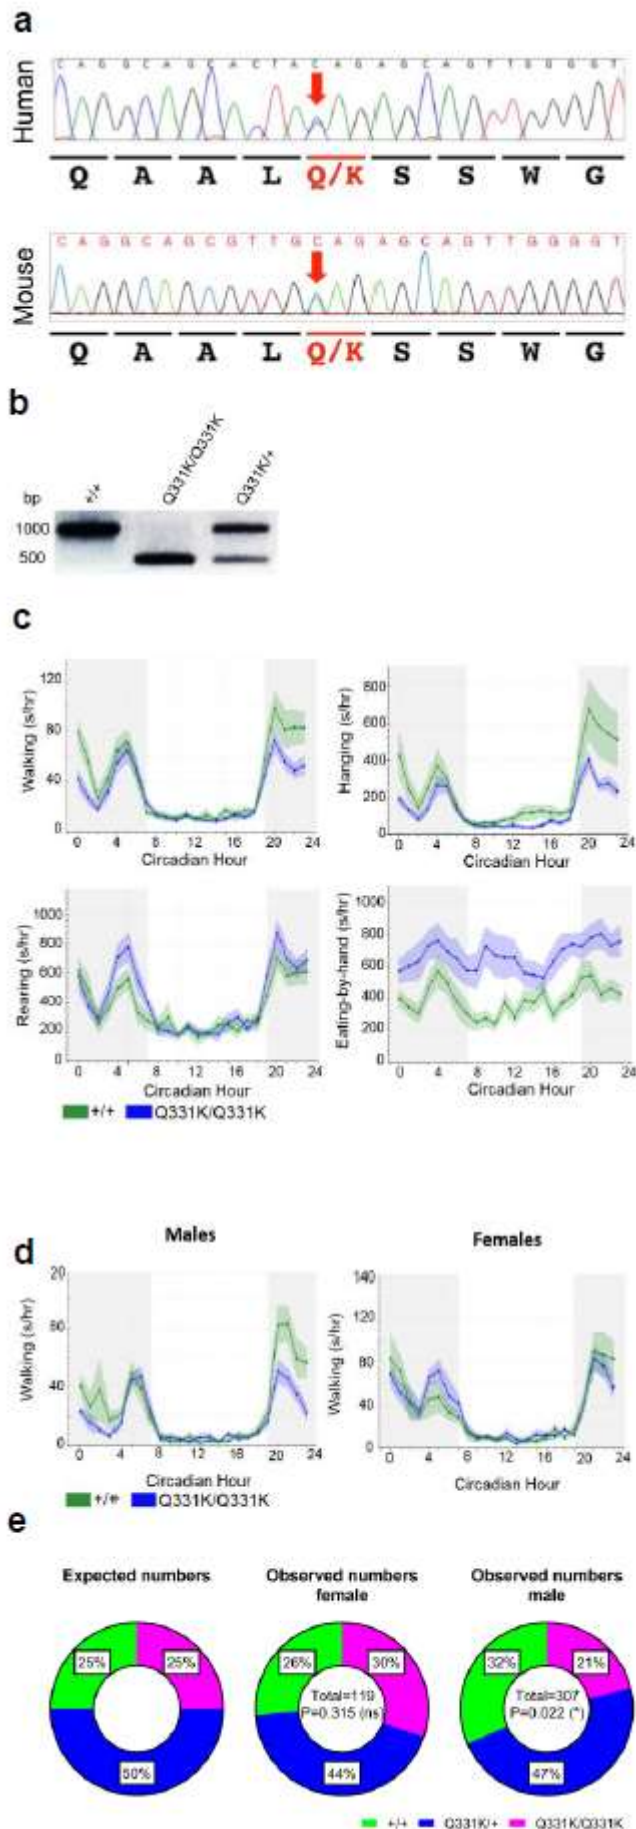 a
Human
C A G G C A G C A C T A C A G A G C A G T T G G G G T
Q A A L Q/K S S W G
Mouse
C A G G C A G C G T T G C A G A G C A G T T G G G G T
Q A A L Q/K S S W G
b
bp +/+ Q331K/Q331K Q331K/+
1000
500
c
Walking (s/hr)
120
80
40
0
0 4 8 12 16 20 24
Circadian Hour
Hanging (s/hr)
800
600
400
200
0
0 4 8 12 16 20 24
Circadian Hour
Rearing (s/hr)
1000
800
600
400
200
0
0 4 8 12 16 20 24
Circadian Hour
Eating-by-hand (s/hr)
1000
800
600
400
200
0
0 4 8 12 16 20 24
Circadian Hour
+/+ Q331K/Q331K
d
Males
Walking (s/hr)
20
80
40
0
0 4 8 12 16 20 24
Circadian Hour
Females
Walking (s/hr)
140
80
40
0
0 4 8 12 16 20 24
Circadian Hour
+/+ Q331K/Q331K
e
Expected numbers
25% 25%
50%
Observed numbers
female
26% 30%
Total=119
P=0.315 (ns)
44%
Observed numbers
male
32% 21%
Total=307
P=0.022 (*)
47%
+/+ Q331K/+ Q331K/Q331K